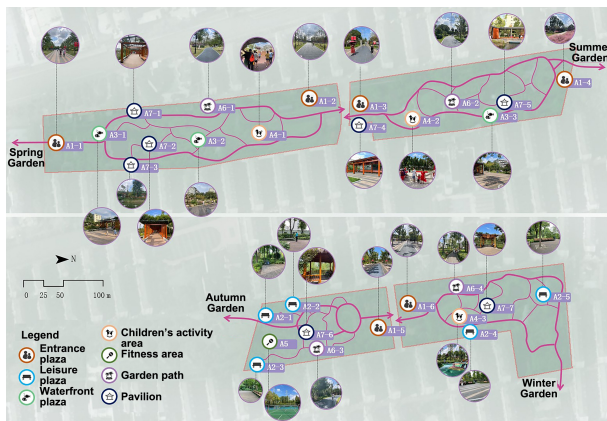 Summer
Garden
A1-4
A6-1
A1-2
A7-1
A1-3
A6-2
A7-5
A3-1
A7-2
A3-2
A4-1
A7-4
A4-2
A3-3
A1-1
A7-3
Spring
Garden
N
0 25 50 100 m
Autumn
Garden
A2-2
A2-1
A7-6
A5
A6-3
A2-3
A1-5
A1-6
A6-4
A7-7
A4-3
A2-4
A2-5
Winter
Garden
Legend
Entrance
plaza
Leisure
plaza
Waterfront
plaza
Children's activity
area
Fitness area
Garden path
Pavilion